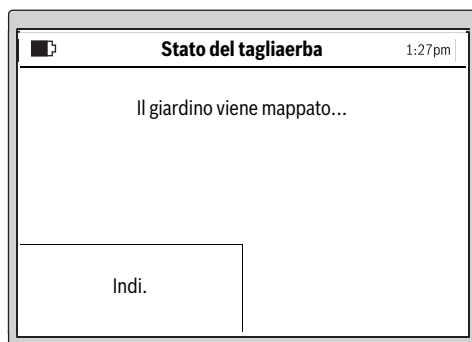 Stato del tagliaerba 1:27pm
Il giardino viene mappato...
Indi.